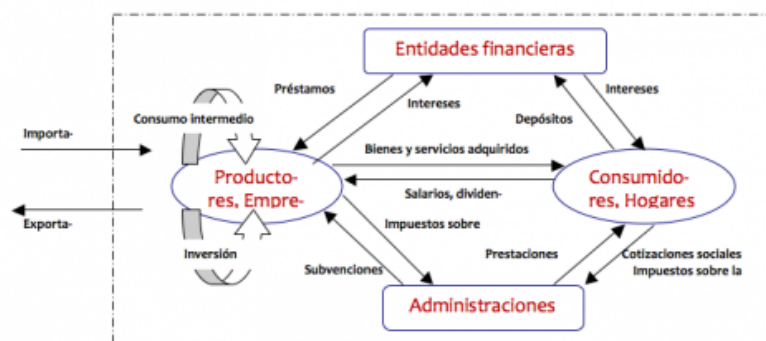 Entidades financieras
Préstamos
Intereses
Intereses
Depósitos
Consumo intermedio
Importa-
Bienes y servicios adquiridos
Producto-
res, Empre-
Consumido-
res, Hogares
Salarios, dividen-
Exporta-
Impuestos sobre
Inversión
Subvenciones
Prestaciones
Cotizaciones sociales
Impuestos sobre la
Administraciones